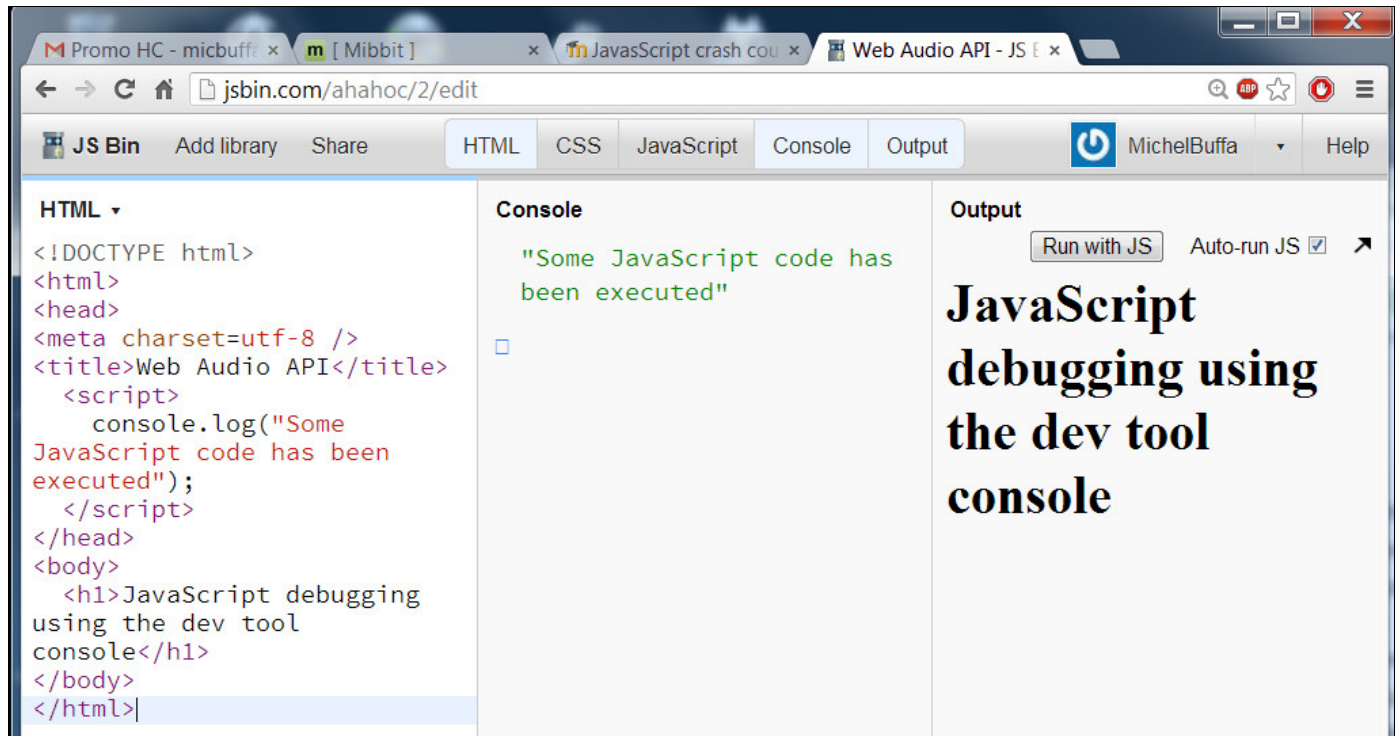 Promo HC - micbuffa
m [ Mibbit ]
JavasScript crash cou
Web Audio API - JS B
jsbin.com/ahahoc/2/edit
ABP
JS Bin Add library Share HTML CSS JavaScript Console Output MichelBuffa Help
HTML
<!DOCTYPE html>
<html>
<head>
<meta charset=utf-8 />
<title>Web Audio API</title>
<script>
console.log("Some
JavaScript code has been
executed");
</script>
</head>
<body>
<h1>JavaScript debugging
using the dev tool
console</h1>
</body>
</html>
Console
"Some JavaScript code has
been executed"
Output
Run with JS Auto-run JS
JavaScript
debugging using
the dev tool
console